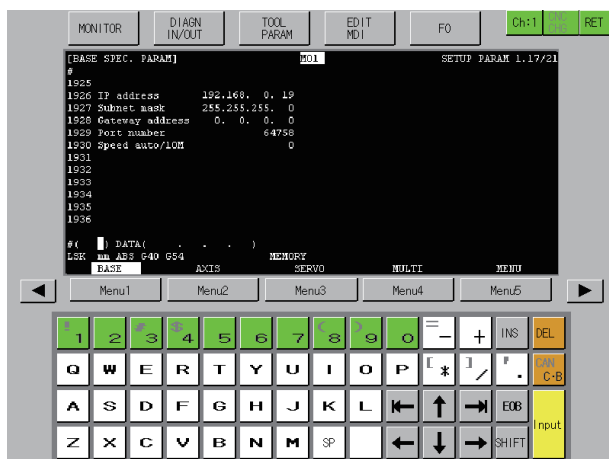 MONITOR
DIAGN IN/OUT
TOOL PARAM
EDIT MDI
F0
Ch:1
CNC CHG
RET
[BASE SPEC. PARAM] M01 SETUP PARAM 1.17/21
#
1925
1926 IP address 192.168. 0. 19
1927 Subnet mask 255.255.255. 0
1928 Gateway address 0. 0. 0. 0
1929 Port number 64758
1930 Speed auto/10M 0
1931
1932
1933
1934
1935
1936
#( ) DATA( . . . )
LSK mm ABS G40 G54 MEMORY
BASE AXIS SERVO MULTI MENU
Menu1 Menu2 Menu3 Menu4 Menu5
! 1 2 # 3 $ 4 5 6 7 ( 8 ) 9 0 = - + INS DEL
Q W E R T Y U I O P [ * ] / ' . CAN C·B
A S D F G H J K L EOB Input
Z X C V B N M SP SHIFT